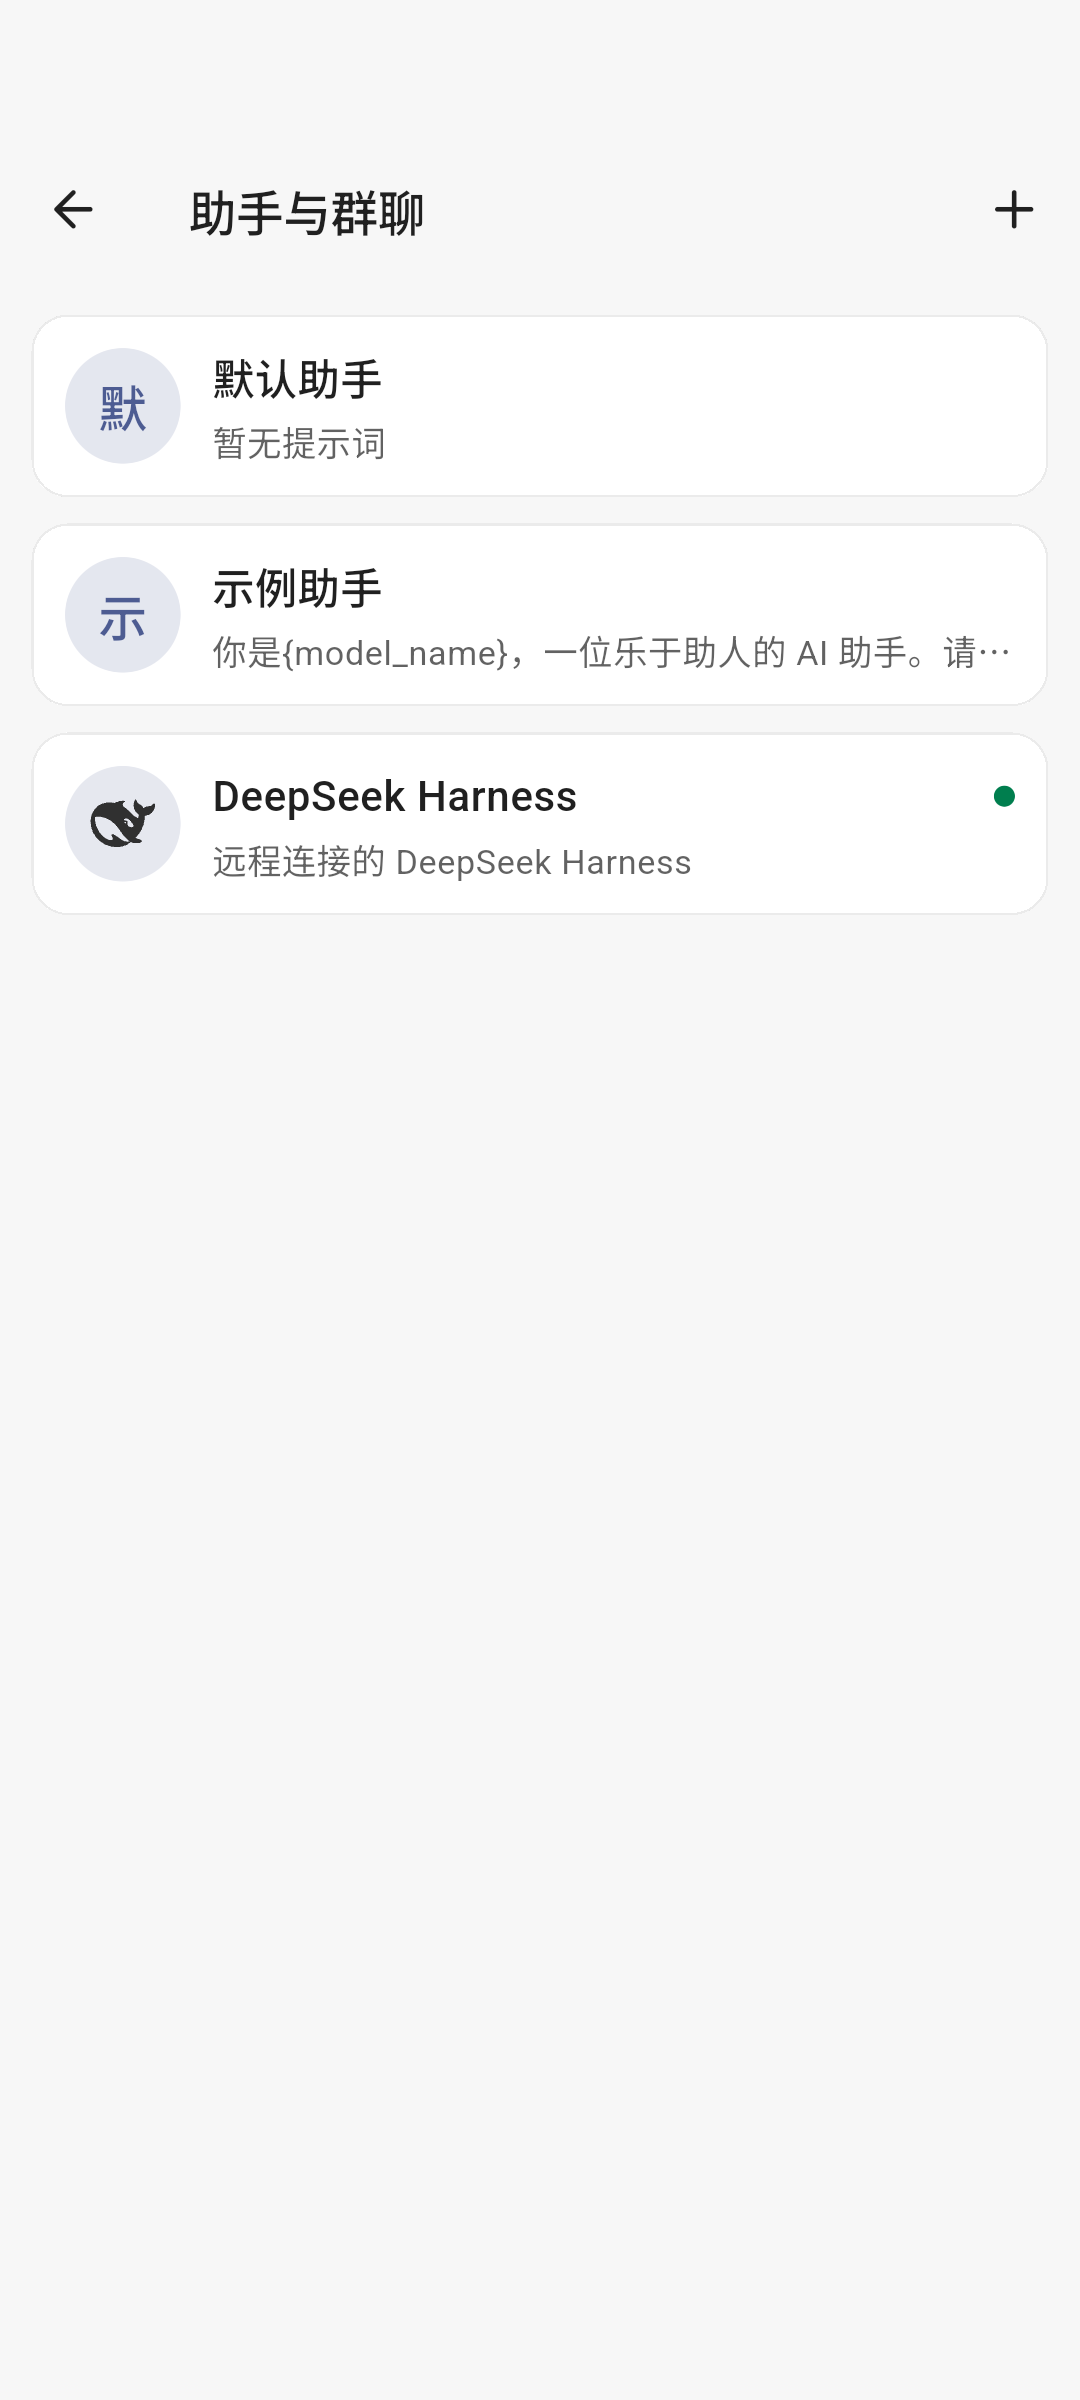 助手与群聊
默
默认助手
暂无提示词
示
示例助手
你是{model_name}，一位乐于助人的 AI 助手。请…
DeepSeek Harness
远程连接的 DeepSeek Harness